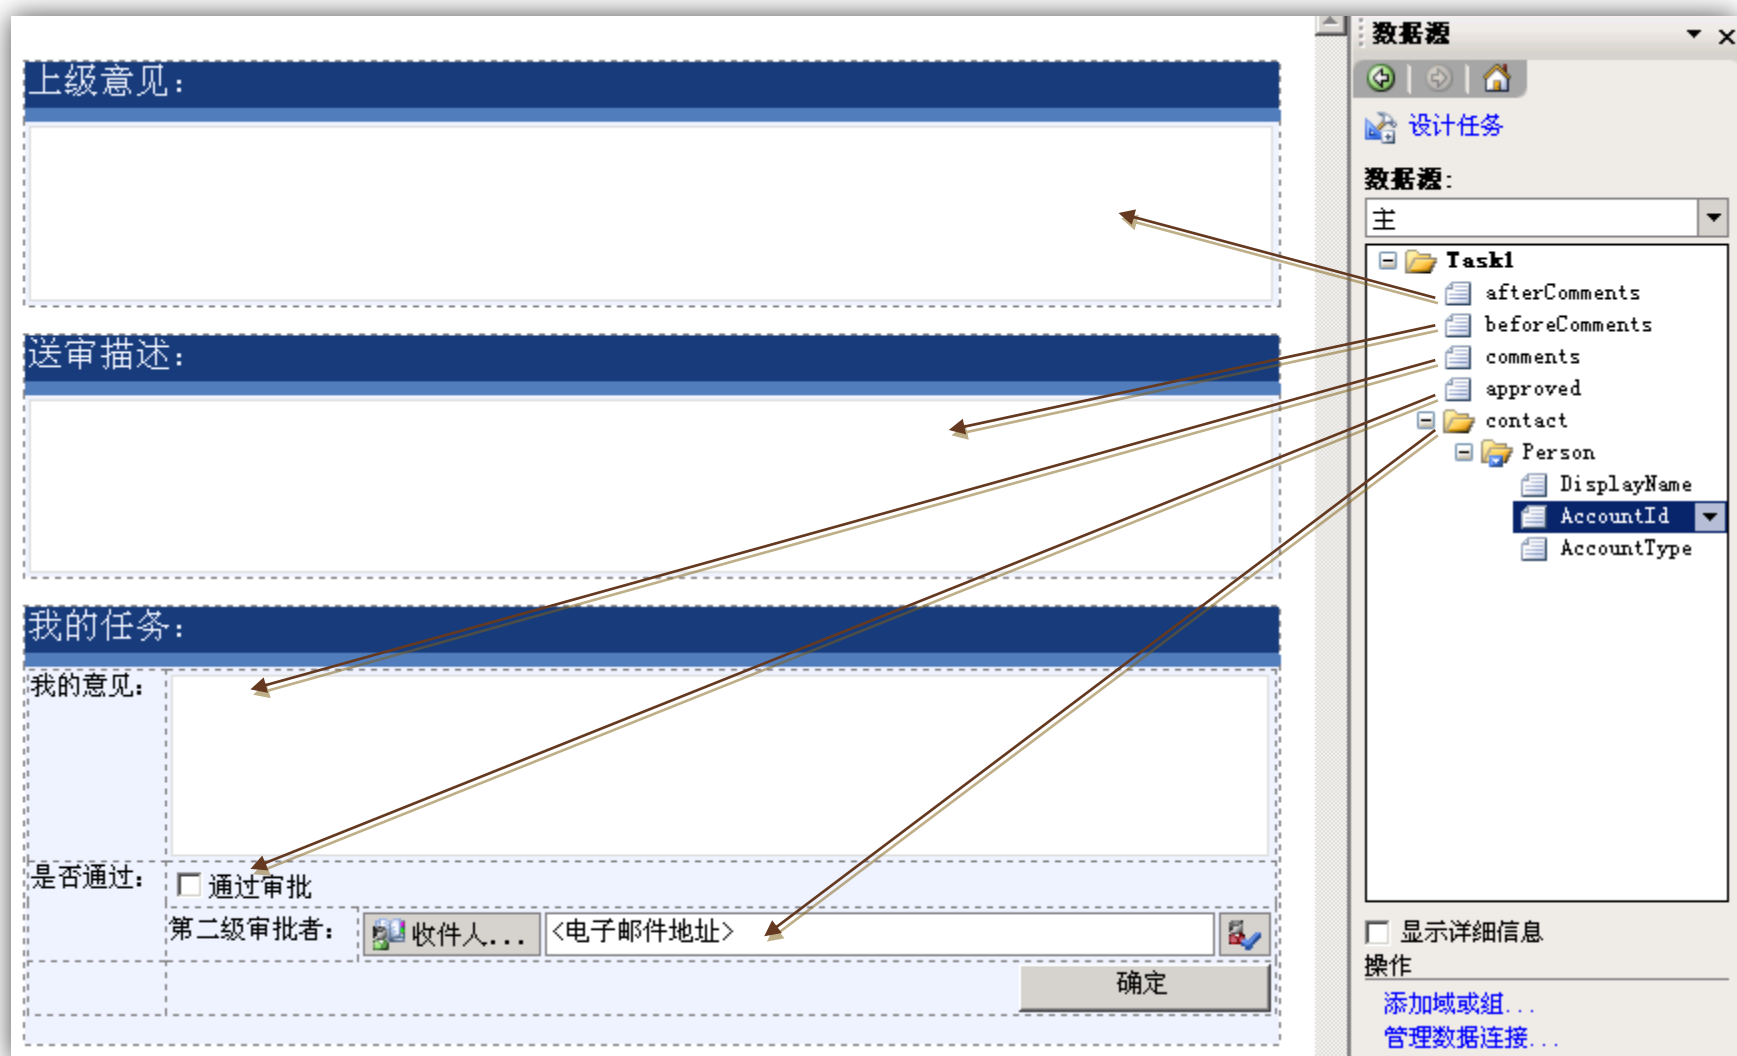 上级意见：
送审描述：
我的任务：
我的意见：
是否通过：
通过审批
第二级审批者：
收件人...
<电子邮件地址>
确定
数据源
设计任务
数据源:
主
Task1
afterComments
beforeComments
comments
approved
contact
Person
DisplayName
AccountId
AccountType
显示详细信息
操作
添加域或组...
管理数据连接...